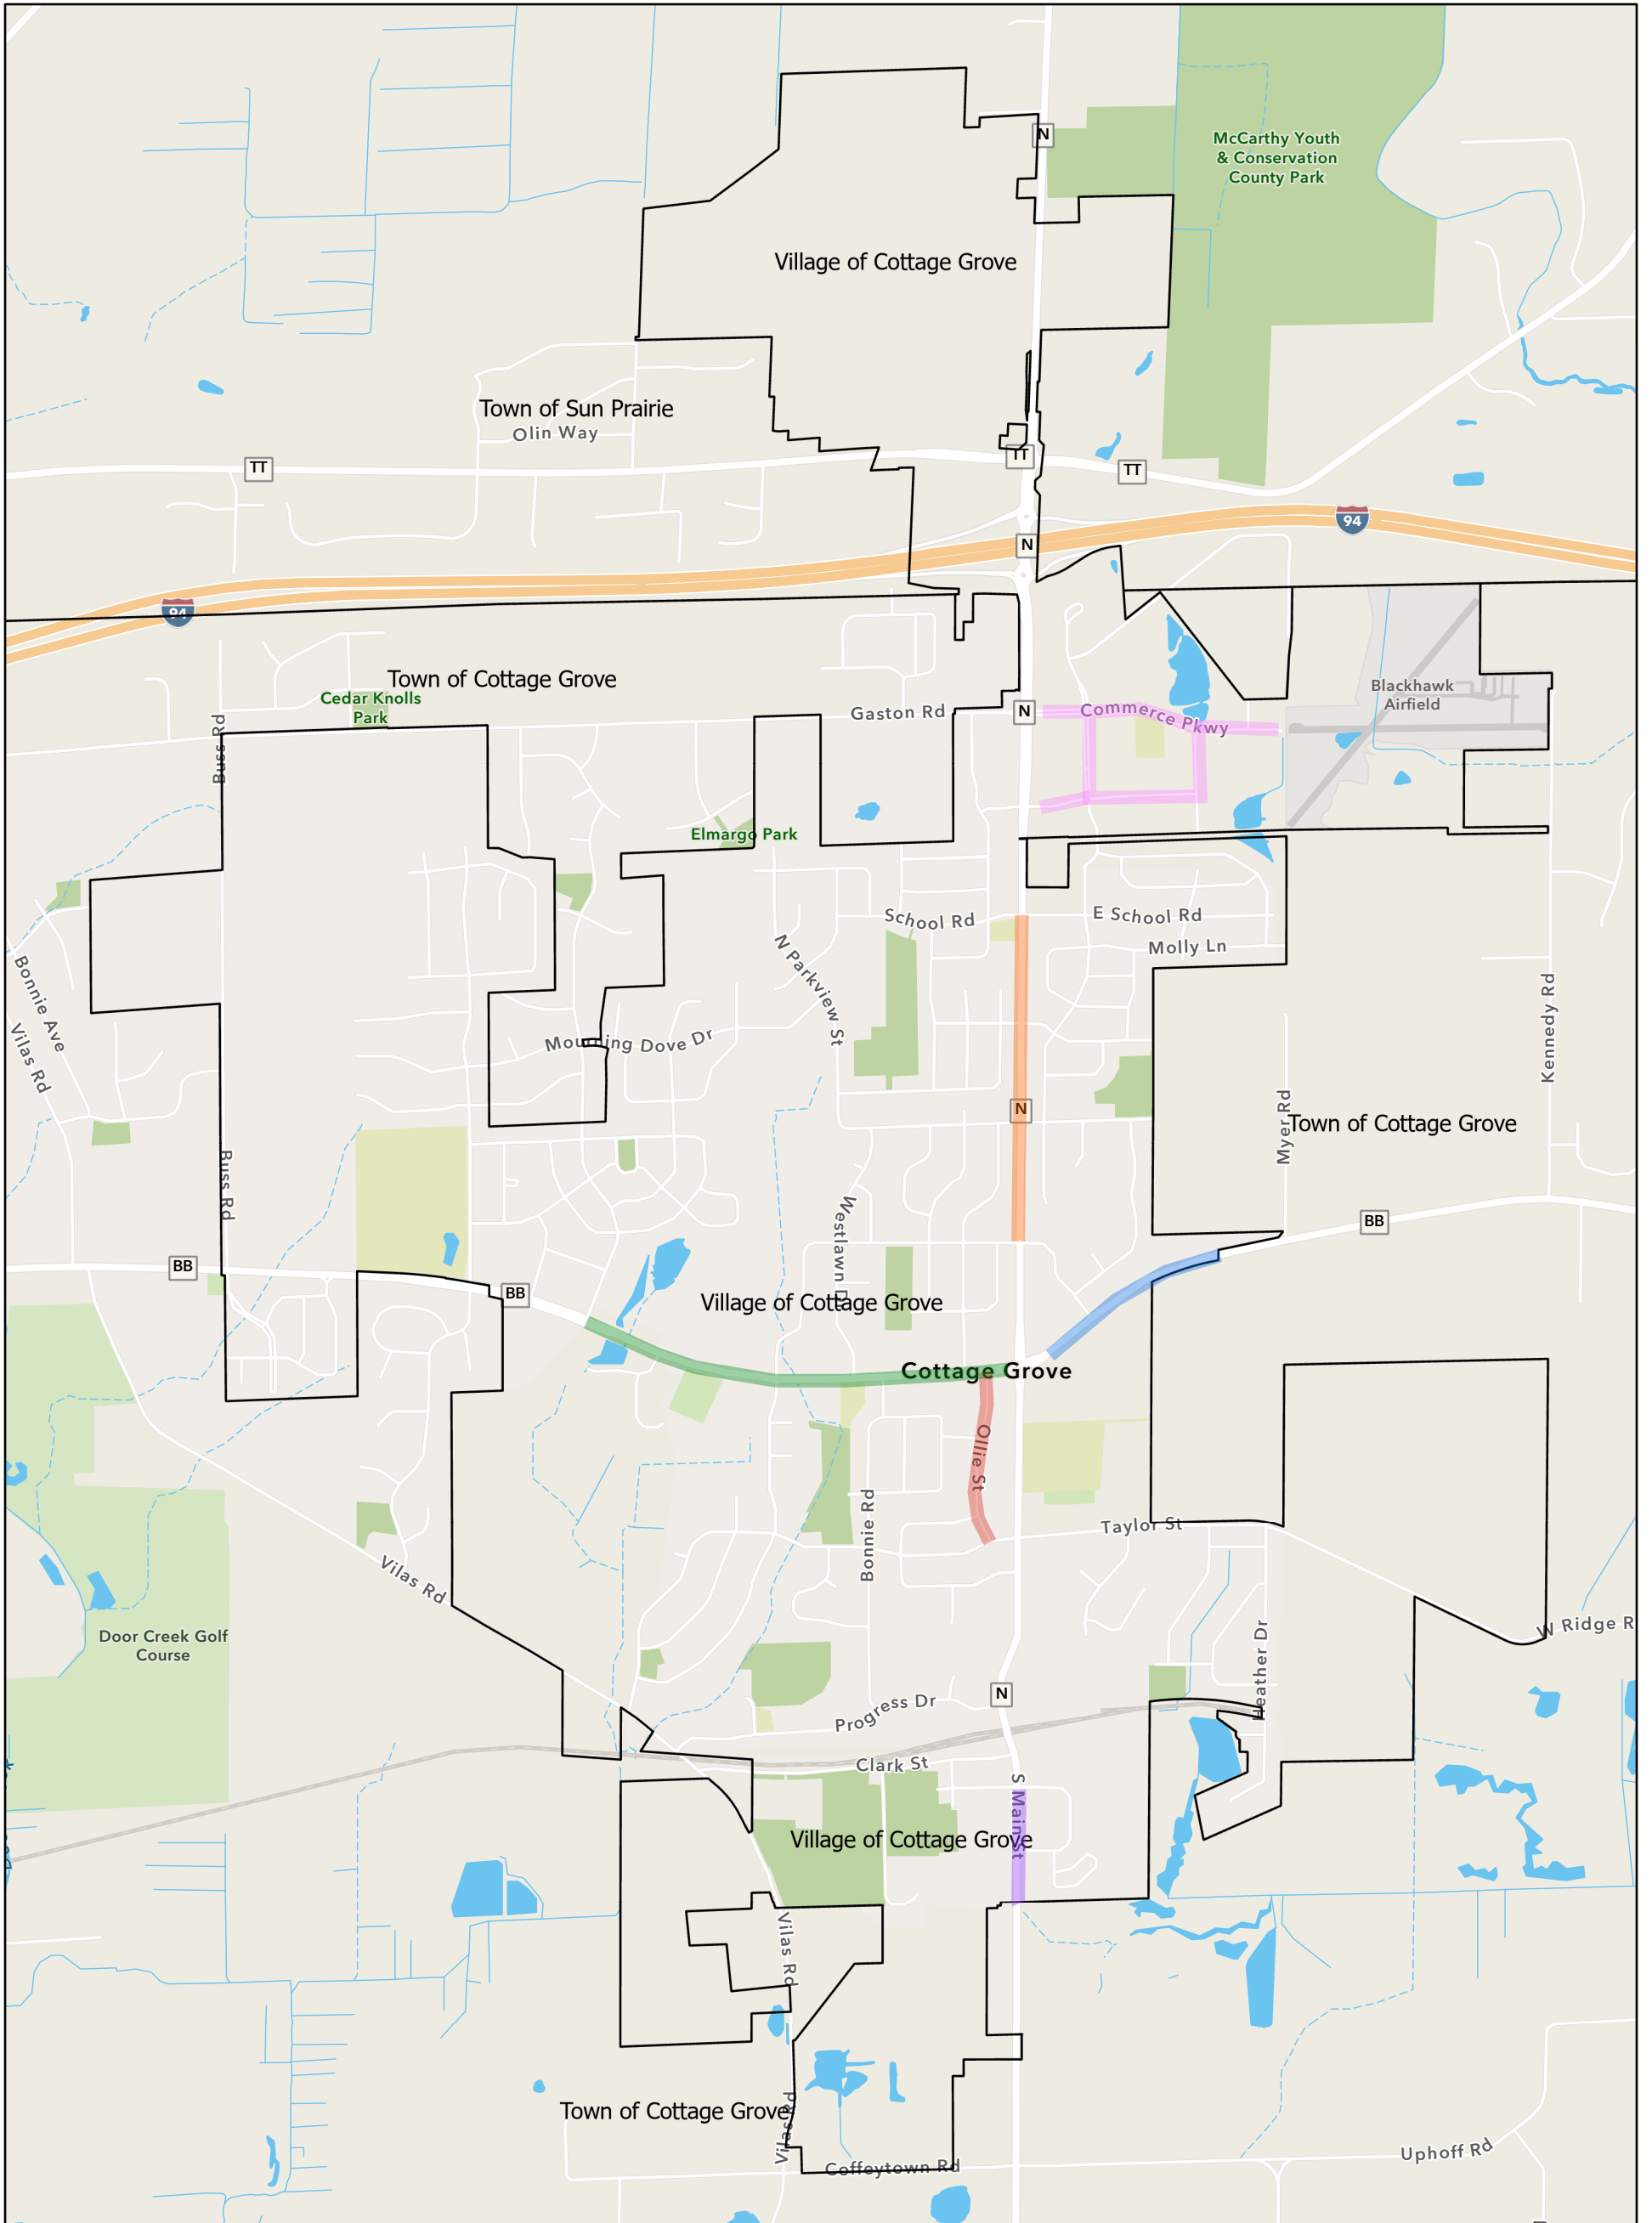 N
McCarthy Youth
& Conservation
County Park
Village of Cottage Grove
Town of Sun Prairie
Olin Way
TT
TT
TT
94
N
94
Town of Cottage Grove
Cedar Knolls
Park
Blackhawk
Airfield
Gaston Rd
N
Commerce Pkwy
Buss Rd
Elmargo Park
School Rd
E School Rd
Molly Ln
N Parkview St
Bonnie Ave
Vilas Rd
Mourning Dove Dr
Kennedy Rd
N
Myer Rd
Town of Cottage Grove
Buss Rd
Westlawn D
BB
BB
BB
Village of Cottage Grove
Cottage Grove
Ollie St
Bonnie Rd
Taylor St
Vilas Rd
Door Creek Golf
Course
W Ridge R
Heather Dr
N
Progress Dr
Clark St
S Main St
Village of Cottage Grove
Vilas Rd
Town of Cottage Grove
Vilas Rd
Coffeytown Rd
Uphoff Rd